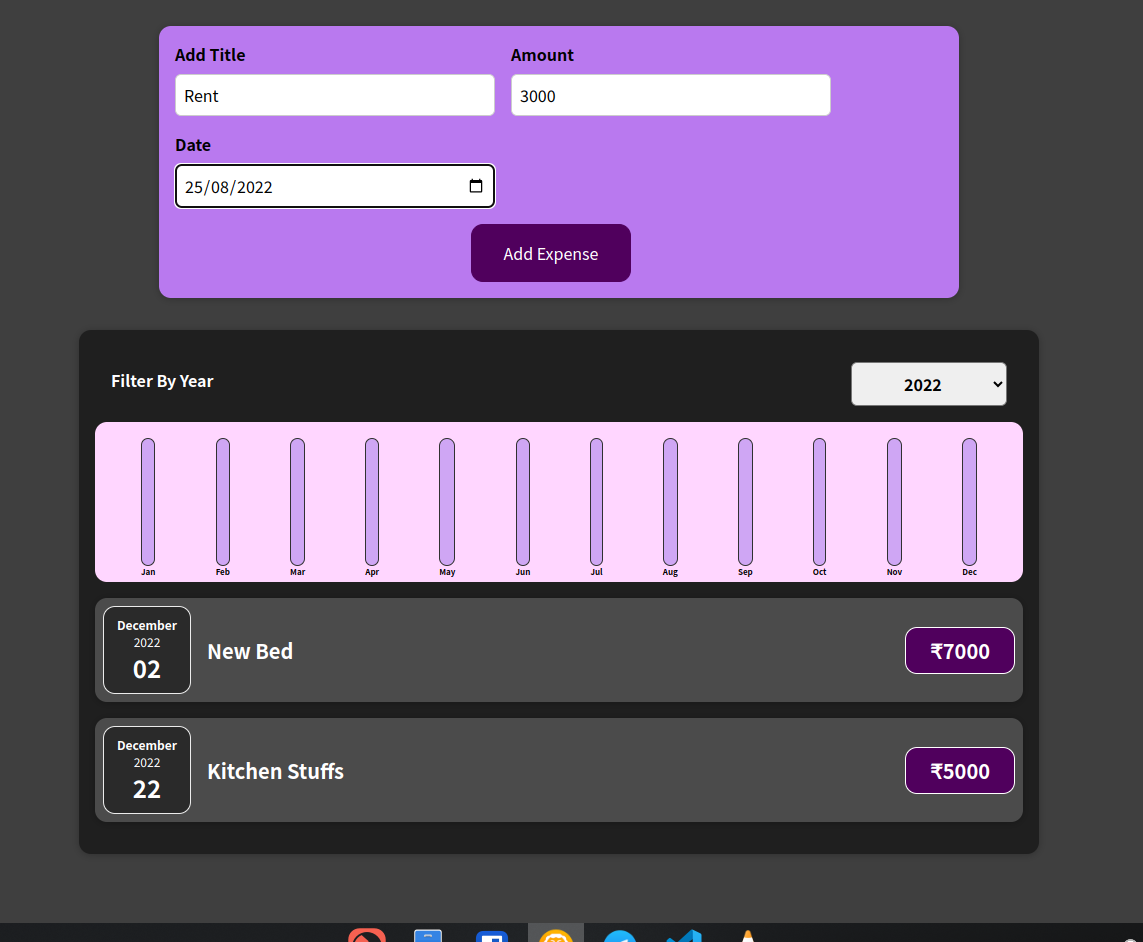 Add Title
Amount
Rent
3000
Date
25/08/2022
Add Expense
Filter By Year
2022
Jan Feb Mar Apr May Jun Jul Aug Sep Oct Nov Dec
December
2022
02
New Bed
₹7000
December
2022
22
Kitchen Stuffs
₹5000